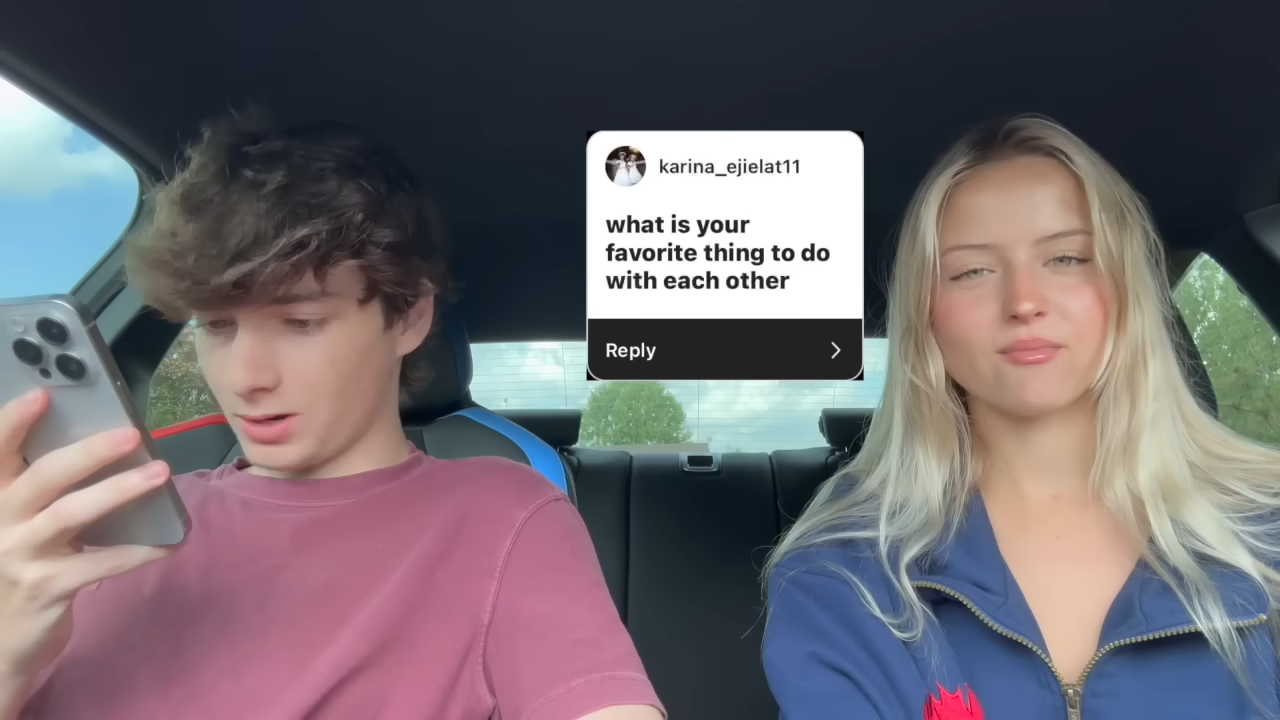 karina_ejielat11
what is your
favorite thing to do
with each other
Reply